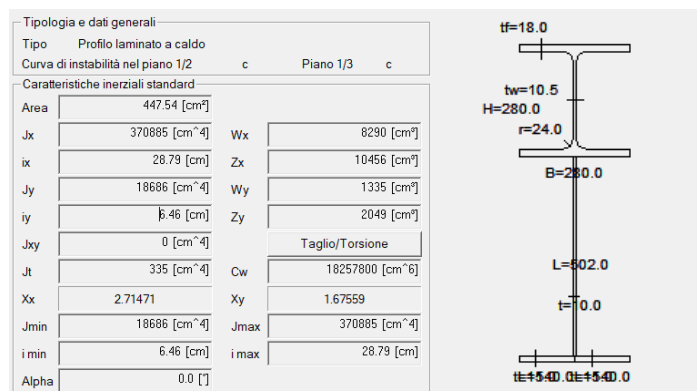 Tipologia e dati generali
Tipo Profilo laminato a caldo
Curva di instabilità nel piano 1/2 c Piano 1/3 c
Caratteristiche inerziali standard
Area 447.54 [cm²]
Jx 370885 [cm^4] Wx 8290 [cm³]
ix 28.79 [cm] Zx 10456 [cm³]
Jy 18686 [cm^4] Wy 1335 [cm³]
iy 6.46 [cm] Zy 2049 [cm³]
Jxy 0 [cm^4] Taglio/Torsione
Jt 335 [cm^4] Cw 18257800 [cm^6]
Xx 2.71471 Xy 1.67559
Jmin 18686 [cm^4] Jmax 370885 [cm^4]
i min 6.46 [cm] i max 28.79 [cm]
Alpha 0.0 [°]
tf=18.0
tw=10.5
H=280.0
r=24.0
B=280.0
L=502.0
t=10.0